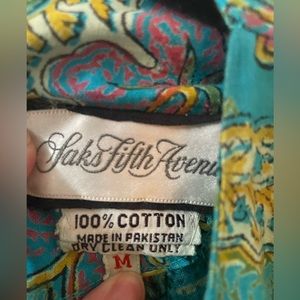 Saks Fifth Avenu
100% COTTON
MADE IN PAKISTAN
DRY CLEAN ONLY
M